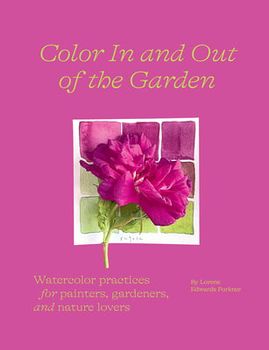 Color In and Out
of the Garden
Watercolor practices
for painters, gardeners,
and nature lovers
By Lorene
Edwards Forkner